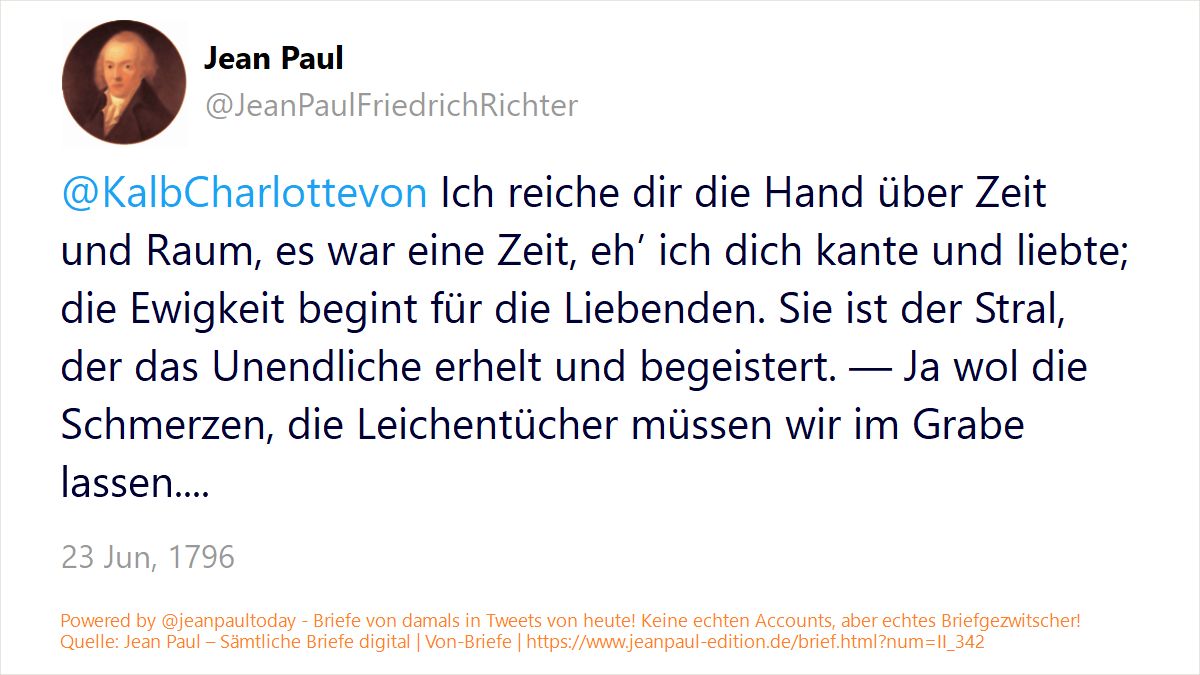 Jean Paul
@JeanPaulFriedrichRichter
@KalbCharlottevon Ich reiche dir die Hand über Zeit
und Raum, es war eine Zeit, eh’ ich dich kante und liebte;
die Ewigkeit begint für die Liebenden. Sie ist der Stral,
der das Unendliche erhelt und begeistert. — Ja wol die
Schmerzen, die Leichentücher müssen wir im Grabe
lassen....
23 Jun, 1796
Powered by @jeanpaultoday - Briefe von damals in Tweets von heute! Keine echten Accounts, aber echtes Briefgezwitscher!
Quelle: Jean Paul – Sämtliche Briefe digital | Von-Briefe | https://www.jeanpaul-edition.de/brief.html?num=II_342